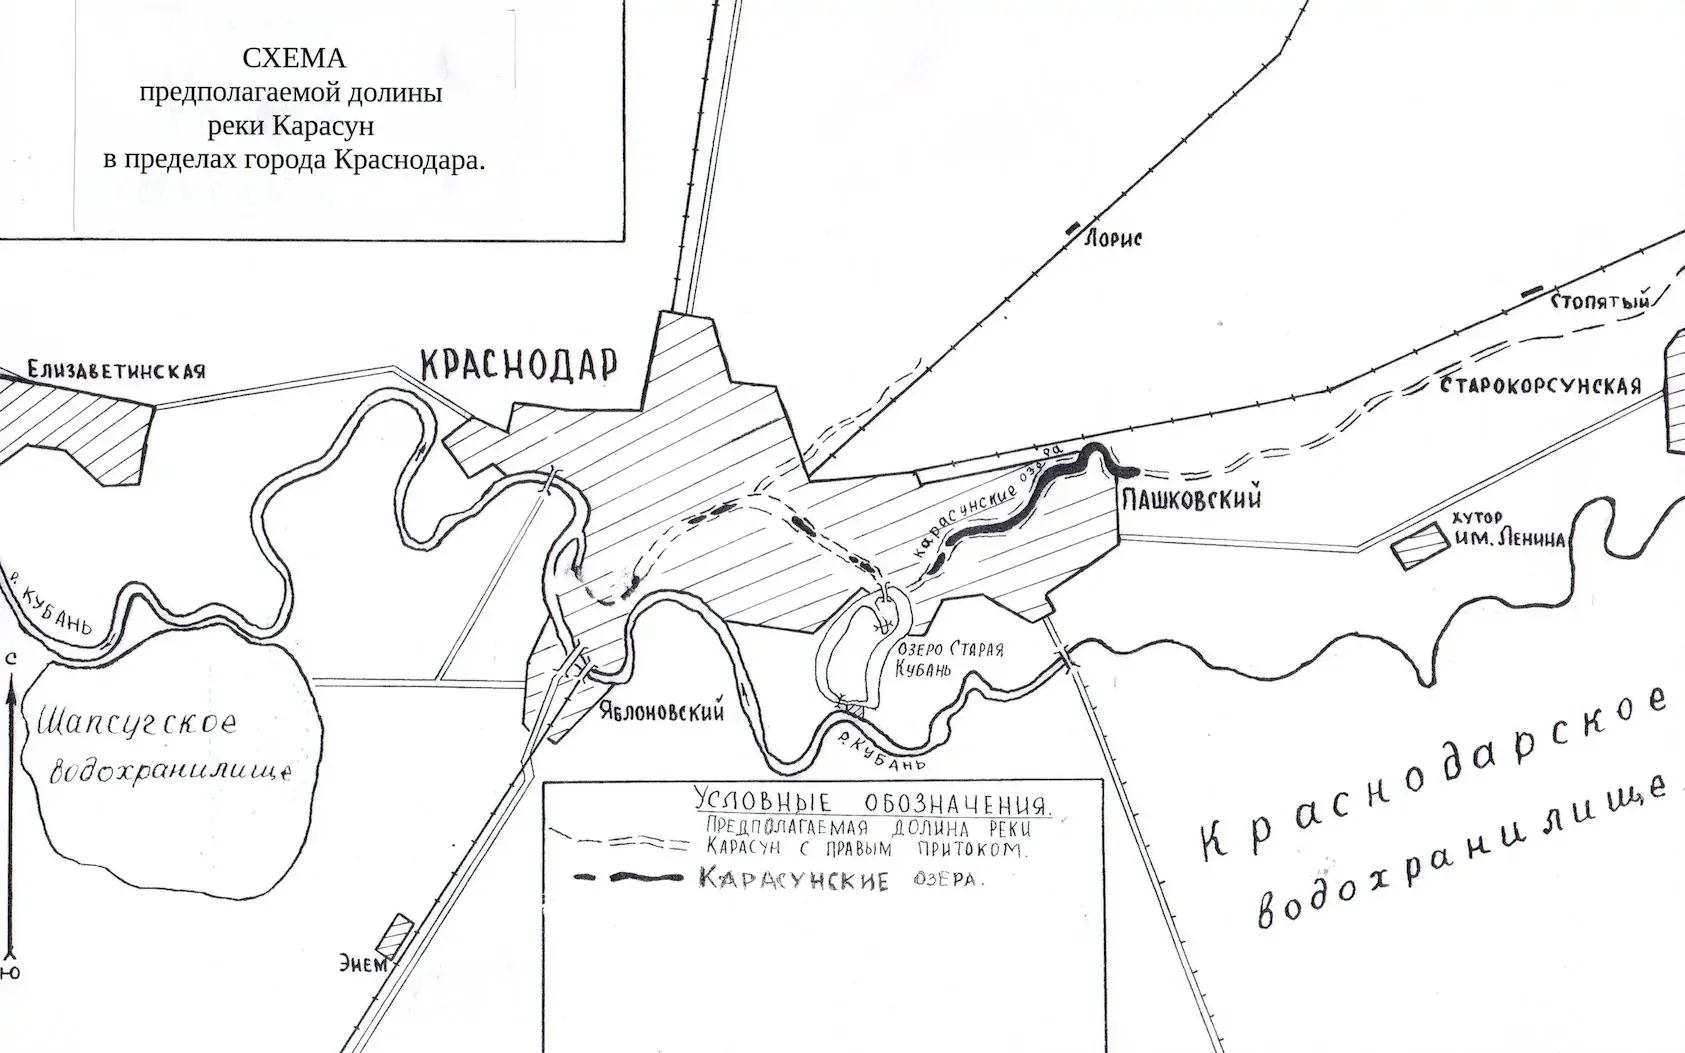 СХЕМА
предполагаемой долины
реки Карасун
в пределах города Краснодара.
Лорис
Стопятый
Елизаветинская
КРАСНОДАР
Старокорсунская
карасунские озера
Пашковский
хутор
им. Ленина
р. Кубань
озеро Старая
Кубань
С
Шапсугское
водохранилище
Яблоновский
р. Кубань
Краснодарское
водохранилище
Условные обозначения.
Предполагаемая долина реки
Карасун с правым притоком.
Карасунские озера.
Энем
Ю